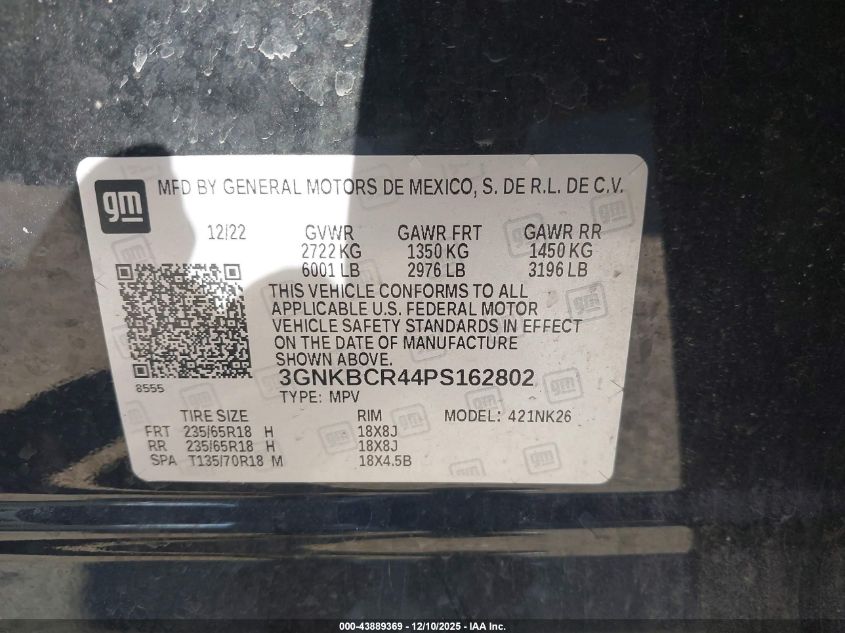 gm
MFD BY GENERAL MOTORS DE MEXICO, S. DE R.L. DE C.V.
12/22 GVWR GAWR FRT GAWR RR
2722 KG 1350 KG 1450 KG
6001 LB 2976 LB 3196 LB
THIS VEHICLE CONFORMS TO ALL
APPLICABLE U.S. FEDERAL MOTOR
VEHICLE SAFETY STANDARDS IN EFFECT
ON THE DATE OF MANUFACTURE
SHOWN ABOVE.
8555
3GNKBCR44PS162802
TYPE: MPV
TIRE SIZE RIM MODEL: 421NK26
FRT 235/65R18 H 18X8J
RR 235/65R18 H 18X8J
SPA T135/70R18 M 18X4.5B
000-43889369 - 12/10/2025 - IAA Inc.